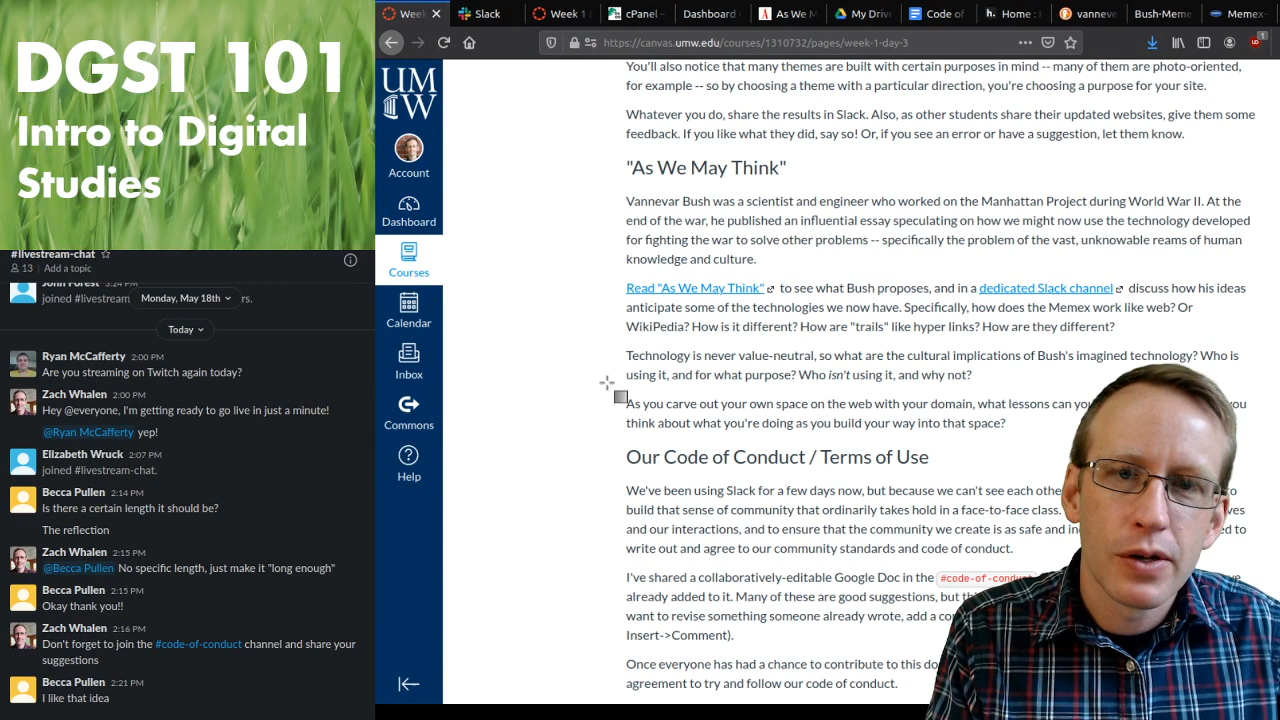 DGST 101
Intro to Digital
Studies
#livestream-chat
13 Add a topic
3:24 PM
joined #livestream
Monday, May 18th
rs.
Today
Ryan McCafferty 2:00 PM
Are you streaming on Twitch again today?
Zach Whalen 2:00 PM
Hey @everyone, I'm getting ready to go live in just a minute!
@Ryan McCafferty yep!
Elizabeth Wruck 2:07 PM
joined #livestream-chat.
Becca Pullen 2:14 PM
Is there a certain length it should be?
The reflection
Zach Whalen 2:15 PM
@Becca Pullen No specific length, just make it "long enough"
Becca Pullen 2:15 PM
Okay thank you!!
Zach Whalen 2:16 PM
Don't forget to join the #code-of-conduct channel and share your
suggestions
Becca Pullen 2:21 PM
I like that idea
Week
Slack
Week 1
cPanel
Dashboard
As We M
My Driv
Code of
Home :
vanneve
Bush-Meme
Memex-
https://canvas.umw.edu/courses/1310732/pages/week-1-day-3
1
UM
W
Account
Dashboard
Courses
Calendar
Inbox
Commons
Help
You'll also notice that many themes are built with certain purposes in mind -- many of them are photo-oriented,
for example -- so by choosing a theme with a particular direction, you're choosing a purpose for your site.
Whatever you do, share the results in Slack. Also, as other students share their updated websites, give them some
feedback. If you like what they did, say so! Or, if you see an error or have a suggestion, let them know.
"As We May Think"
Vannevar Bush was a scientist and engineer who worked on the Manhattan Project during World War II. At the
end of the war, he published an influential essay speculating on how we might now use the technology developed
for fighting the war to solve other problems -- specifically the problem of the vast, unknowable reams of human
knowledge and culture.
Read "As We May Think" to see what Bush proposes, and in a dedicated Slack channel discuss how his ideas
anticipate some of the technologies we now have. Specifically, how does the Memex work like web? Or
WikiPedia? How is it different? How are "trails" like hyper links? How are they different?
Technology is never value-neutral, so what are the cultural implications of Bush's imagined technology? Who is
using it, and for what purpose? Who isn't using it, and why not?
As you carve out your own space on the web with your domain, what lessons can you
think about what you're doing as you build your way into that space?
Our Code of Conduct / Terms of Use
We've been using Slack for a few days now, but because we can't see each othe to
build that sense of community that ordinarily takes hold in a face-to-face class. ves
and our interactions, and to ensure that the community we create is as safe and in ed to
write out and agree to our community standards and code of conduct.
I've shared a collaboratively-editable Google Doc in the #code-of-conduct ve
already added to it. Many of these are good suggestions, but thi
want to revise something someone already wrote, add a co
Insert->Comment).
Once everyone has had a chance to contribute to this do
agreement to try and follow our code of conduct.